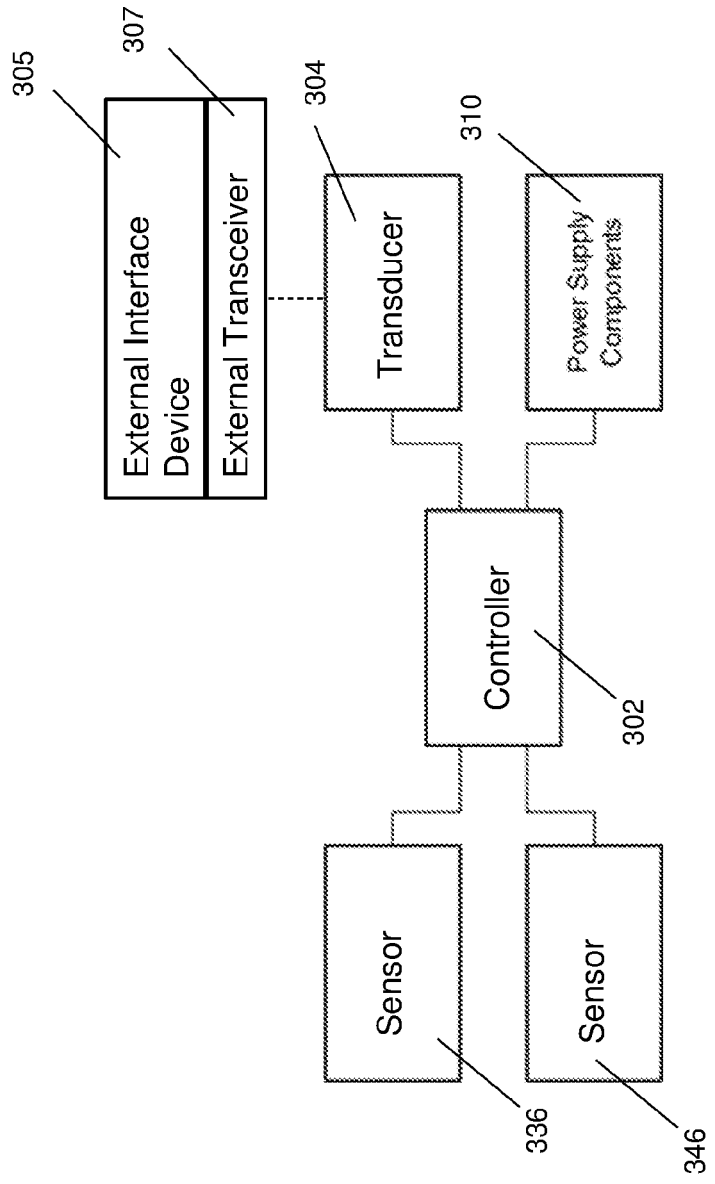 305
External Interface
Device
307
External Transceiver
304
Transducer
310
Power Supply
Components
Controller
302
Sensor
336
Sensor
346